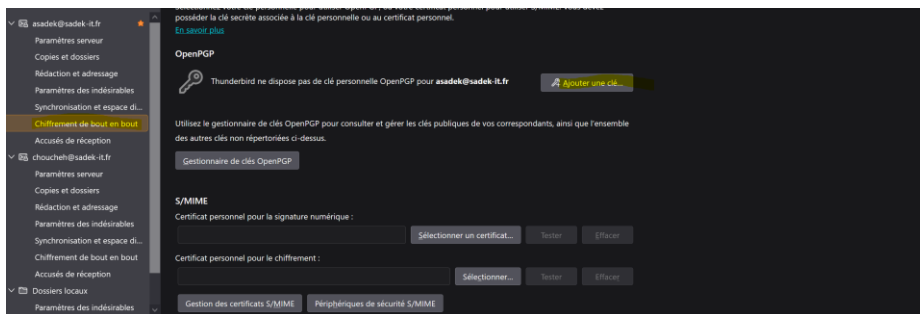 asadek@sadek-it.fr
Paramètres serveur
Copies et dossiers
Rédaction et adressage
Paramètres des indésirables
Synchronisation et espace di...
Chiffrement de bout en bout
Accusés de réception
choucheh@sadek-it.fr
Paramètres serveur
Copies et dossiers
Rédaction et adressage
Paramètres des indésirables
Synchronisation et espace di...
Chiffrement de bout en bout
Accusés de réception
Dossiers locaux
Paramètres des indésirables
posséder la clé secrète associée à la clé personnelle ou au certificat personnel.
En savoir plus
OpenPGP
Thunderbird ne dispose pas de clé personnelle OpenPGP pour asadek@sadek-it.fr
Ajouter une clé...
Utilisez le gestionnaire de clés OpenPGP pour consulter et gérer les clés publiques de vos correspondants, ainsi que l'ensemble
des autres clés non répertoriées ci-dessus.
Gestionnaire de clés OpenPGP
S/MIME
Certificat personnel pour la signature numérique :
Sélectionner un certificat... Tester Effacer
Certificat personnel pour le chiffrement :
Sélectionner... Tester Effacer
Gestion des certificats S/MIME Périphériques de sécurité S/MIME